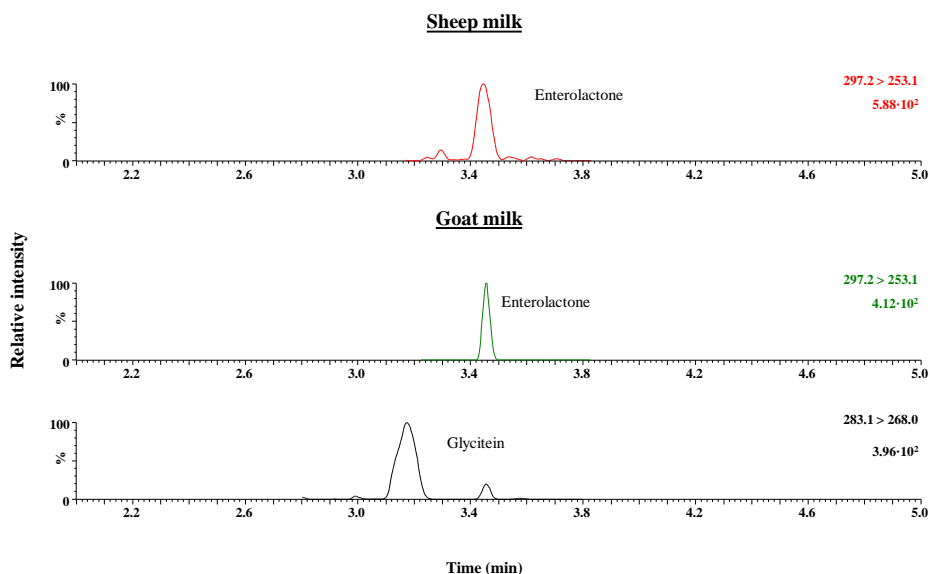 Sheep milk
100
%
0
Enterolactone
297.2 > 253.1
5.88·10²
2.2 2.6 3.0 3.4 3.8 4.2 4.6 5.0
Goat milk
Relative intensity
100
%
0
Enterolactone
297.2 > 253.1
4.12·10²
2.2 2.6 3.0 3.4 3.8 4.2 4.6 5.0
100
%
0
Glycitein
283.1 > 268.0
3.96·10²
2.2 2.6 3.0 3.4 3.8 4.2 4.6 5.0
Time (min)